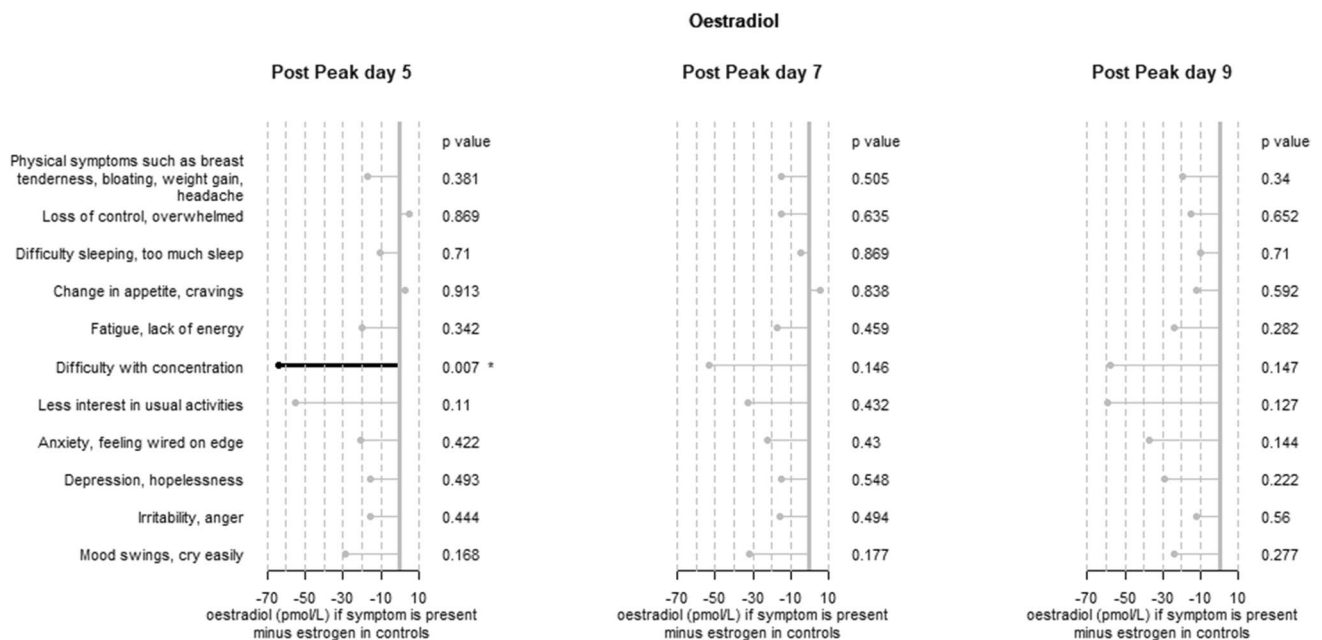 Oestradiol
Post Peak day 5
Post Peak day 7
Post Peak day 9
p value
p value
p value
Physical symptoms such as breast
tenderness, bloating, weight gain,
headache
0.381
0.505
0.34
Loss of control, overwhelmed
0.869
0.635
0.652
Difficulty sleeping, too much sleep
0.71
0.869
0.71
Change in appetite, cravings
0.913
0.838
0.592
Fatigue, lack of energy
0.342
0.459
0.282
Difficulty with concentration
0.007 *
0.146
0.147
Less interest in usual activities
0.11
0.432
0.127
Anxiety, feeling wired on edge
0.422
0.43
0.144
Depression, hopelessness
0.493
0.548
0.222
Irritability, anger
0.444
0.494
0.56
Mood swings, cry easily
0.168
0.177
0.277
-70 -50 -30 -10 10
oestradiol (pmol/L) if symptom is present
minus estrogen in controls
-70 -50 -30 -10 10
oestradiol (pmol/L) if symptom is present
minus estrogen in controls
-70 -50 -30 -10 10
oestradiol (pmol/L) if symptom is present
minus estrogen in controls